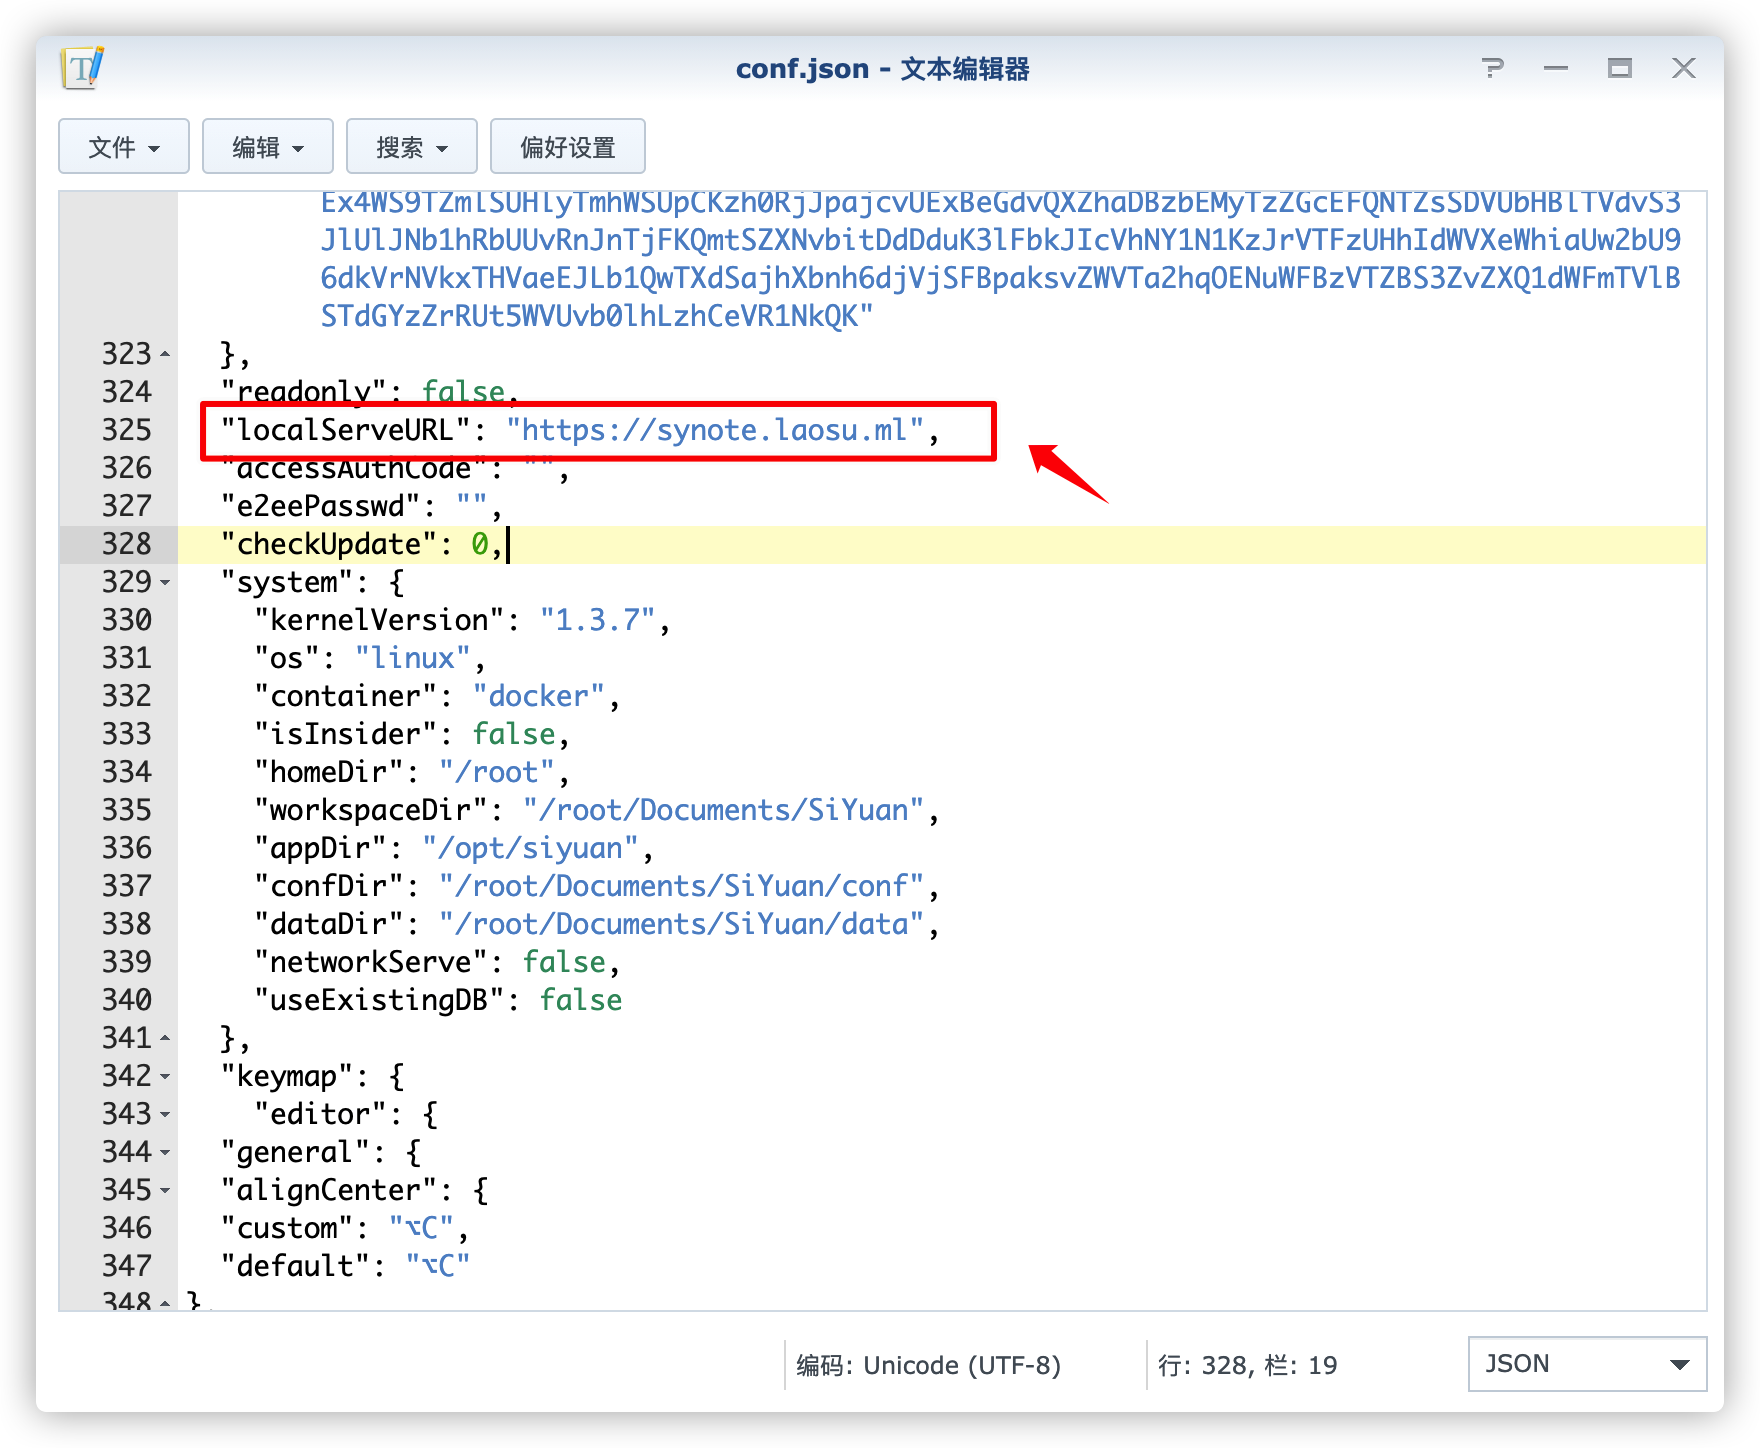 conf.json - 文本编辑器
文件
编辑
搜索
偏好设置
Ex4WS9TZmlSUHlyTmhWSUpCKzh0RjJpajcvUExBeGdvQXZhaDBzbEMyTzZGcEFQNTZsSDVUbHBlTVdvS3
JlUlJNb1hRbUUvRnJnTjFKQmtSZXNvbitDdDduK3lFbkJIcVhNY1N1KzJrVTFzUHhIdWVXeWhiaUw2bU9
6dkVrNVkxTHVaeEJLb1QwTXdSajhXbnh6djVjSFBpaksvZWVTa2hqOENuWFBzVTZBS3ZvZXQ1dWFmTVlB
STdGYzZrRUt5WVUvb0lhLzhCeVR1NkQK"
323 },
324 "readonly": false,
325 "localServeURL": "https://synote.laosu.ml",
326 "accessAuthCode": "",
327 "e2eePasswd": "",
328 "checkUpdate": 0,
329 "system": {
330 "kernelVersion": "1.3.7",
331 "os": "linux",
332 "container": "docker",
333 "isInsider": false,
334 "homeDir": "/root",
335 "workspaceDir": "/root/Documents/SiYuan",
336 "appDir": "/opt/siyuan",
337 "confDir": "/root/Documents/SiYuan/conf",
338 "dataDir": "/root/Documents/SiYuan/data",
339 "networkServe": false,
340 "useExistingDB": false
341 },
342 "keymap": {
343 "editor": {
344 "general": {
345 "alignCenter": {
346 "custom": "⌥C",
347 "default": "⌥C"
348 },
编码: Unicode (UTF-8)
行: 328, 栏: 19
JSON